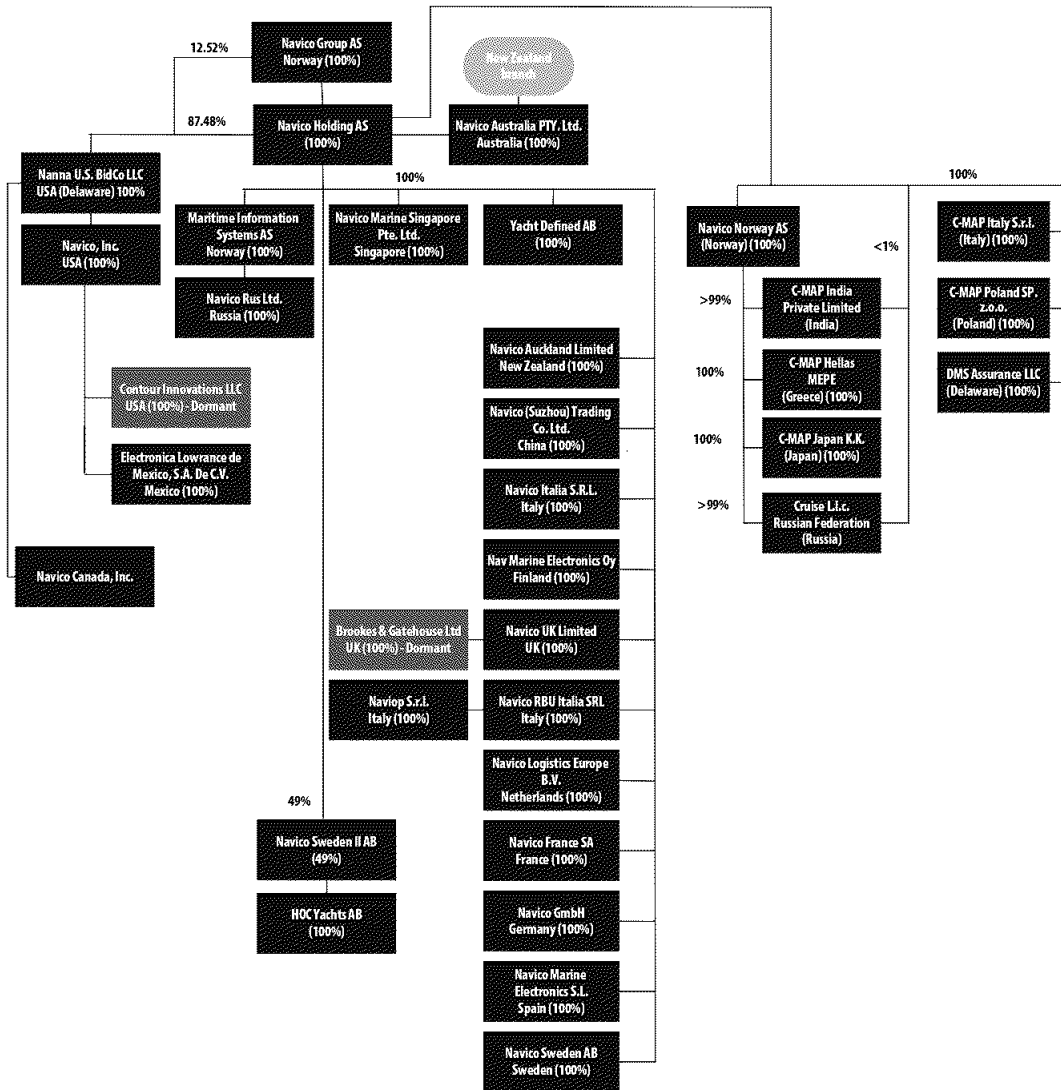 12.52%
Navico Group AS
Norway (100%)
New Zealand
branch
87.48%
Navico Holding AS
(100%)
Navico Australia PTY. Ltd.
Australia (100%)
Nanna U.S. BidCo LLC
USA (Delaware) 100%
Navico, Inc.
USA (100%)
Contour Innovations LLC
USA (100%) - Dormant
Electronica Lowrance de
Mexico, S.A. De C.V.
Mexico (100%)
Navico Canada, Inc.
100%
Maritime Information
Systems AS
Norway (100%)
Navico Rus Ltd.
Russia (100%)
Navico Marine Singapore
Pte. Ltd.
Singapore (100%)
Yacht Defined AB
(100%)
Navico Auckland Limited
New Zealand (100%)
Navico (Suzhou) Trading
Co. Ltd.
China (100%)
Navico Italia S.R.L.
Italy (100%)
Nav Marine Electronics Oy
Finland (100%)
Brookes & Gatehouse Ltd
UK (100%) - Dormant
Navico UK Limited
UK (100%)
Naviop S.r.l.
Italy (100%)
Navico RBU Italia SRL
Italy (100%)
Navico Logistics Europe
B.V.
Netherlands (100%)
Navico France SA
France (100%)
Navico GmbH
Germany (100%)
Navico Marine
Electronics S.L.
Spain (100%)
Navico Sweden AB
Sweden (100%)
49%
Navico Sweden II AB
(49%)
HOC Yachts AB
(100%)
Navico Norway AS
(Norway) (100%)
<1%
>99%
C-MAP India
Private Limited
(India)
100%
C-MAP Hellas
MEPE
(Greece) (100%)
100%
C-MAP Japan K.K.
(Japan) (100%)
>99%
Cruise L.l.c.
Russian Federation
(Russia)
100%
C-MAP Italy S.r.l.
(Italy) (100%)
C-MAP Poland SP.
z.o.o.
(Poland) (100%)
DMS Assurance LLC
(Delaware) (100%)